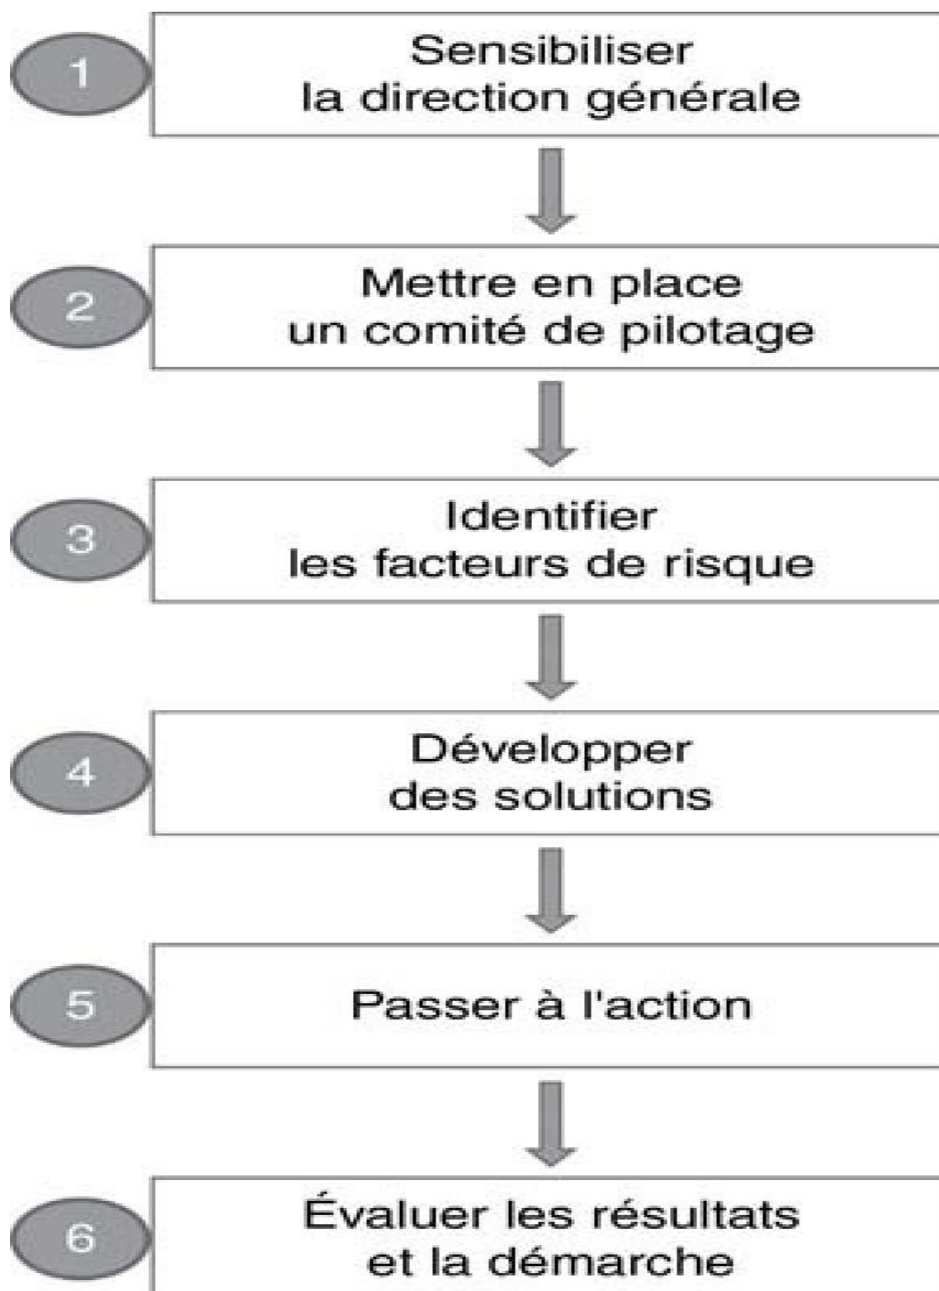 1
Sensibiliser
la direction générale
2
Mettre en place
un comité de pilotage
3
Identifier
les facteurs de risque
4
Développer
des solutions
5
Passer à l'action
6
Évaluer les résultats
et la démarche